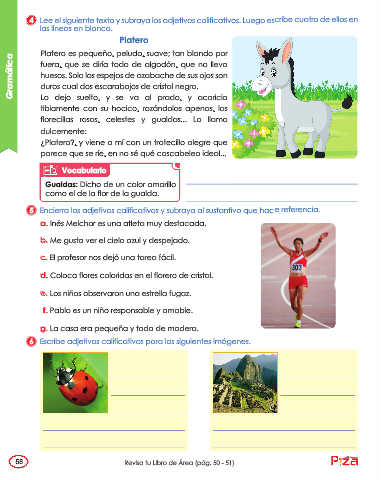 Gramática
4 Lee el siguiente texto y subraya los adjetivos calificativos. Luego escribe cuatro de ellos en
las líneas en blanco.
Platero
Platero es pequeño, peludo, suave; tan blando por
fuera, que se diría todo de algodón, que no lleva
huesos. Solo los espejos de azabache de sus ojos son
duros cual dos escarabajos de cristal negro.
Lo dejo suelto, y se va al prado, y acaricia
tibiamente con su hocico, rozándolas apenas, las
florecillas rosas, celestes y gualdas... Lo llamo
dulcemente:
¿Platero?, y viene a mí con un trotecillo alegre que
parece que se ríe, en no sé qué cascabeleo ideal...
Vocabulario
Gualdas: Dicho de un color amarillo
como el de la flor de la gualda.
5 Encierra los adjetivos calificativos y subraya al sustantivo que hace referencia.
a. Inés Melchor es una atleta muy destacada.
b. Me gusta ver el cielo azul y despejado.
c. El profesor nos dejó una tarea fácil.
d. Coloca flores coloridas en el florero de cristal.
e. Los niños observaron una estrella fugaz.
f. Pablo es un niño responsable y amable.
g. La casa era pequeña y toda de madera.
307
6 Escribe adjetivos calificativos para las siguientes imágenes.
58
Revisa tu Libro de Área (pág. 50 - 51)